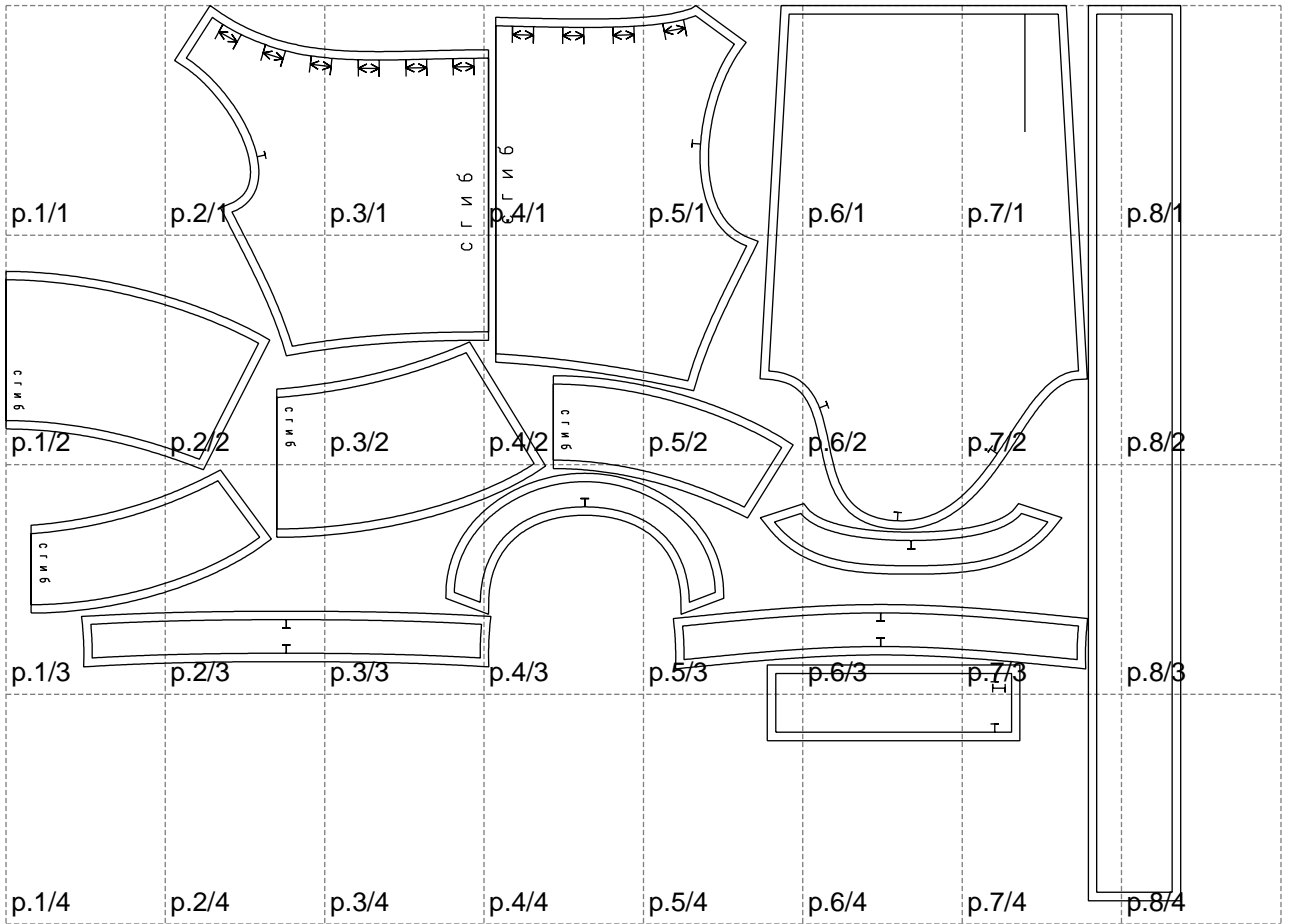 сгиб
сгиб
p.1/1
p.2/1
p.3/1
p.4/1
p.5/1
p.6/1
p.7/1
p.8/1
сгиб
сгиб
сгиб
p.1/2
p.2/2
p.3/2
p.4/2
p.5/2
p.6/2
p.7/2
p.8/2
сгиб
p.1/3
p.2/3
p.3/3
p.4/3
p.5/3
p.6/3
p.7/3
p.8/3
p.1/4
p.2/4
p.3/4
p.4/4
p.5/4
p.6/4
p.7/4
p.8/4